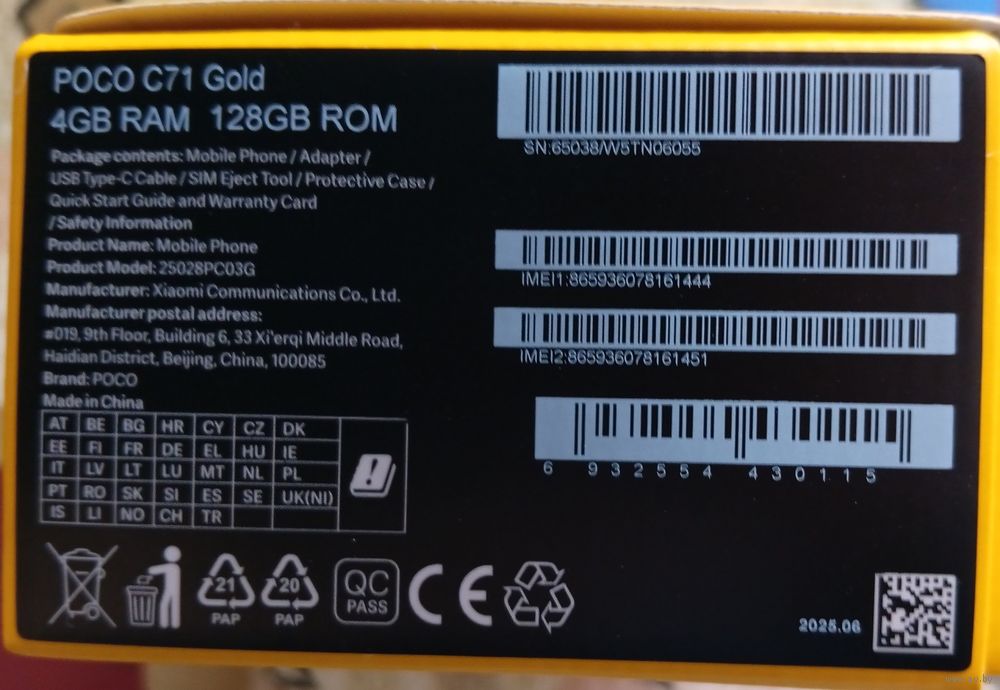 POCO C71 Gold
4GB RAM 128GB ROM
Package contents: Mobile Phone / Adapter /
USB Type-C Cable / SIM Eject Tool / Protective Case /
Quick Start Guide and Warranty Card
/ Safety Information
Product Name: Mobile Phone
Product Model: 25028PC03G
Manufacturer: Xiaomi Communications Co., Ltd.
Manufacturer postal address:
#019, 9th Floor, Building 6, 33 Xi'erqi Middle Road,
Haidian District, Beijing, China, 100085
Brand: POCO
Made in China
AT BE BG HR CY CZ DK
EE FI FR DE EL HU IE
IT LV LT LU MT NL PL
PT RO SK SI ES SE UK(NI)
IS LI NO CH TR
21
PAP
20
PAP
QC
PASS
CE
SN:65038/W5TN06055
IMEI1:865936078161444
IMEI2:865936078161451
6 932554 430115
2025.06